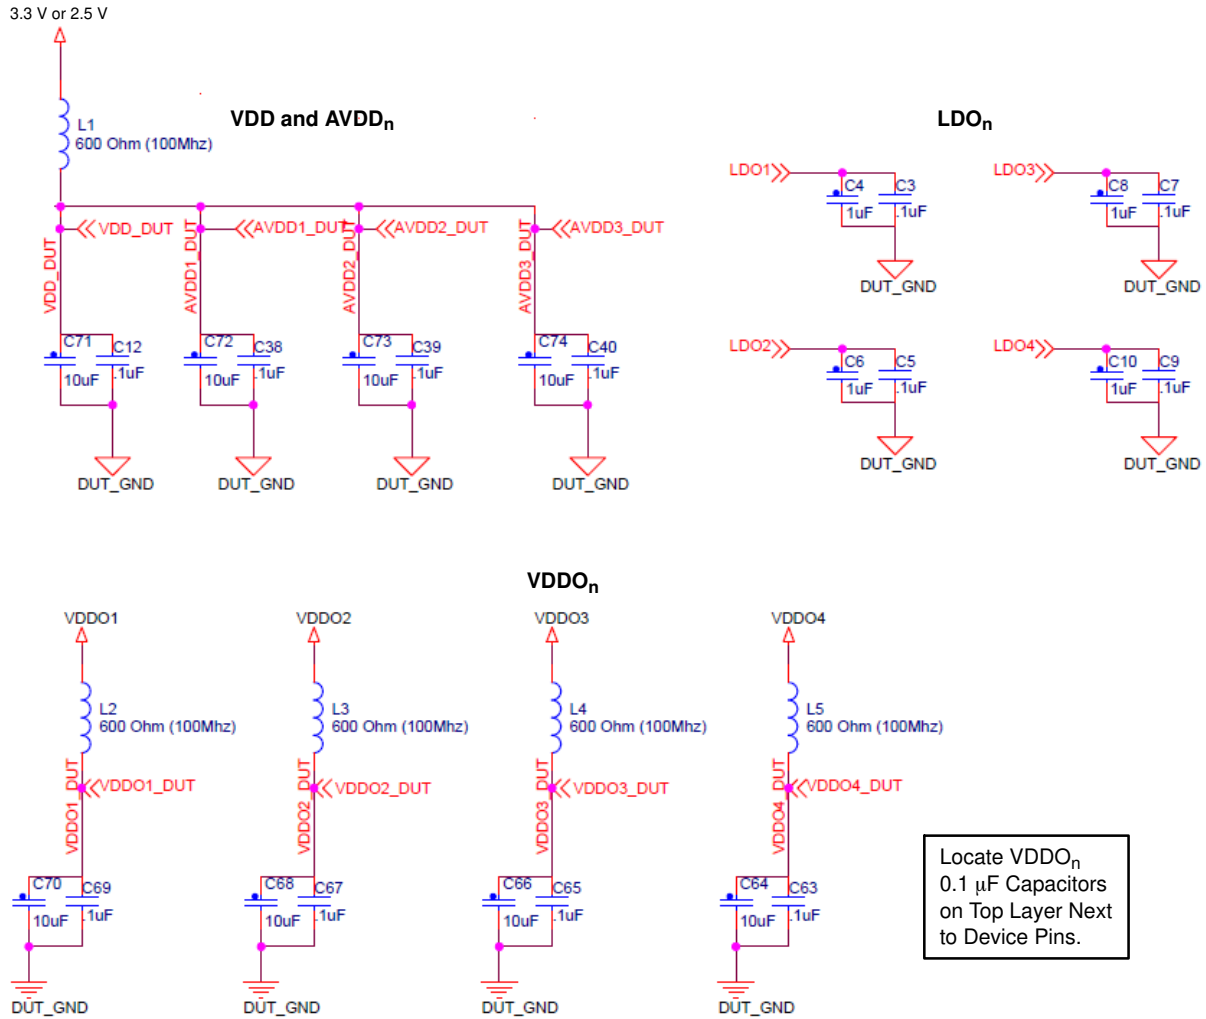 3.3 V or 2.5 V
VDD and AVDDn
L1
600 Ohm (100Mhz)
VDD_DUT
AVDD1_DUT
AVDD2_DUT
AVDD3_DUT
VDD_DUT
AVDD1_DUT
AVDD2_DUT
AVDD3_DUT
C71
10uF
C12
.1uF
C72
10uF
C38
.1uF
C73
10uF
C39
.1uF
C74
10uF
C40
.1uF
DUT_GND
DUT_GND
DUT_GND
DUT_GND
LDOn
LDO1
C4
1uF
C3
.1uF
DUT_GND
LDO3
C8
1uF
C7
.1uF
DUT_GND
LDO2
C6
1uF
C5
.1uF
DUT_GND
LDO4
C10
1uF
C9
.1uF
DUT_GND
VDDOn
VDDO1
L2
600 Ohm (100Mhz)
VDDO1_DUT
VDDO1_DUT
C70
10uF
C69
.1uF
DUT_GND
VDDO2
L3
600 Ohm (100Mhz)
VDDO2_DUT
VDDO2_DUT
C68
10uF
C67
.1uF
DUT_GND
VDDO3
L4
600 Ohm (100Mhz)
VDDO3_DUT
VDDO3_DUT
C66
10uF
C65
.1uF
DUT_GND
VDDO4
L5
600 Ohm (100Mhz)
VDDO4_DUT
VDDO4_DUT
C64
10uF
C63
.1uF
DUT_GND
Locate VDDOn
0.1 μF Capacitors
on Top Layer Next
to Device Pins.